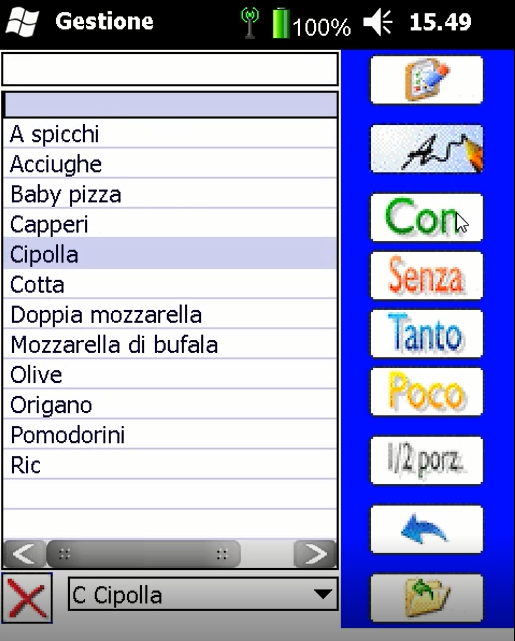 Gestione 100% 15.49
A spicchi
Acciughe
Baby pizza
Capperi
Cipolla
Cotta
Doppia mozzarella
Mozzarella di bufala
Olive
Origano
Pomodorini
Ric
C Cipolla
Con
Senza
Tanto
Poco
1/2 porz.